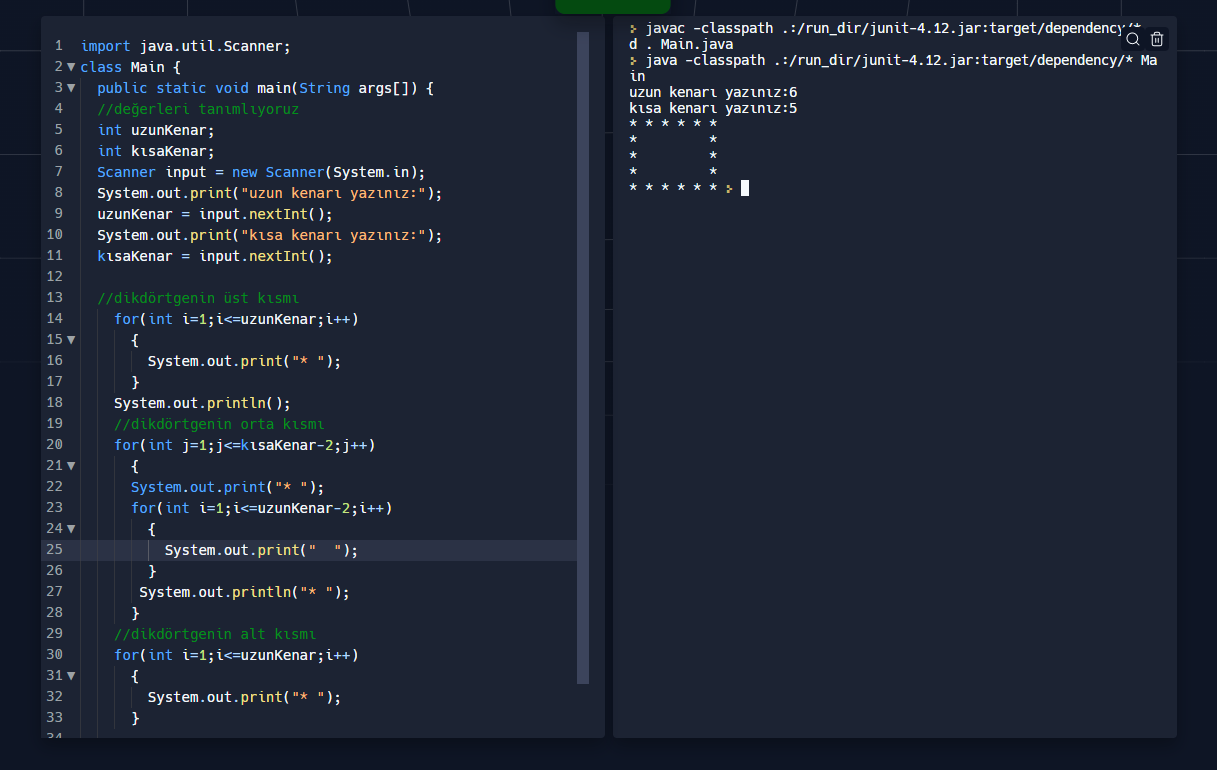 1 import java.util.Scanner;
2 class Main {
3 public static void main(String args[]) {
4 //değerleri tanımlıyoruz
5 int uzunKenar;
6 int kısaKenar;
7 Scanner input = new Scanner(System.in);
8 System.out.print("uzun kenarı yazınız:");
9 uzunKenar = input.nextInt();
10 System.out.print("kısa kenarı yazınız:");
11 kısaKenar = input.nextInt();
12
13 //dikdörtgenin üst kısmı
14 for(int i=1;i<=uzunKenar;i++)
15 {
16 System.out.print("* ");
17 }
18 System.out.println();
19 //dikdörtgenin orta kısmı
20 for(int j=1;j<=kısaKenar-2;j++)
21 {
22 System.out.print("* ");
23 for(int i=1;i<=uzunKenar-2;i++)
24 {
25 System.out.print("  ");
26 }
27 System.out.println("* ");
28 }
29 //dikdörtgenin alt kısmı
30 for(int i=1;i<=uzunKenar;i++)
31 {
32 System.out.print("* ");
33 }
34
javac -classpath .:/run_dir/junit-4.12.jar:target/dependency/*
d . Main.java
java -classpath .:/run_dir/junit-4.12.jar:target/dependency/* Ma
in
uzun kenarı yazınız:6
kısa kenarı yazınız:5
* * * * * *
*         *
*         *
*         *
* * * * * *